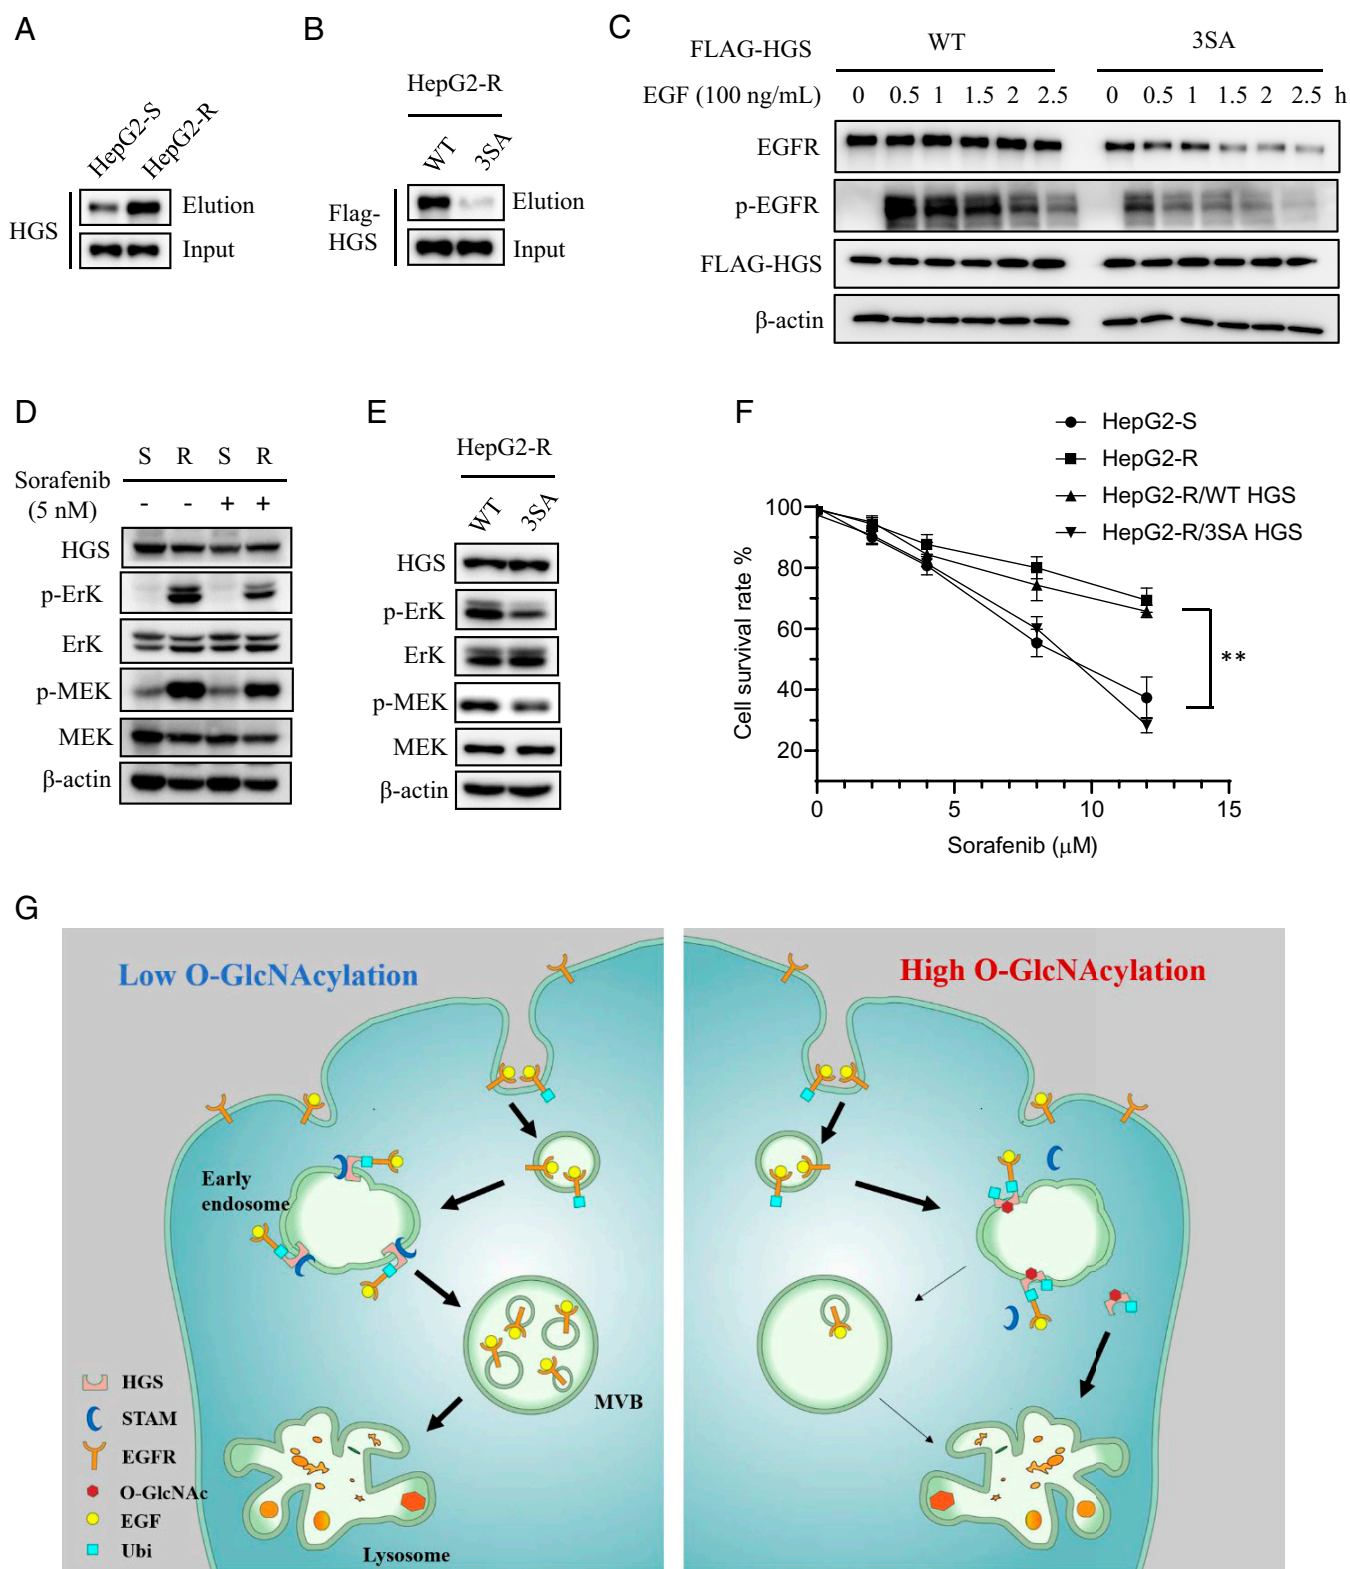 A
HepG2-S
HepG2-R
HGS
Elution
Input
B
HepG2-R
WT
3SA
Flag-
HGS
Elution
Input
C
FLAG-HGS
WT
3SA
EGF (100 ng/mL)
0 0.5 1 1.5 2 2.5 0 0.5 1 1.5 2 2.5 h
EGFR
p-EGFR
FLAG-HGS
β-actin
D
S R S R
Sorafenib
(5 nM)
- - + +
HGS
p-ErK
ErK
p-MEK
MEK
β-actin
E
HepG2-R
WT
3SA
HGS
p-ErK
ErK
p-MEK
MEK
β-actin
F
HepG2-S
HepG2-R
HepG2-R/WT HGS
HepG2-R/3SA HGS
Cell survival rate %
100
80
60
40
20
**
0 5 10 15
Sorafenib (μM)
G
Low O-GlcNAcylation
High O-GlcNAcylation
Early
endosome
MVB
HGS
STAM
EGFR
O-GlcNAc
EGF
Ubi
Lysosome